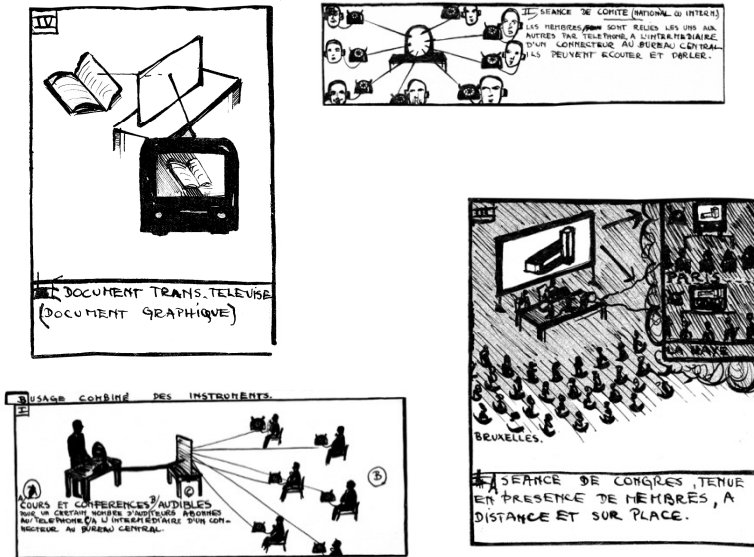 IV
DOCUMENT TRANS. TELEVISE
(DOCUMENT GRAPHIQUE)
II SEANCE DE COMITE (NATIONAL OU INTERN.)
LES MEMBRES SONT RELIES LES UNS AUX
AUTRES PAR TELEPHONE, A L'INTERMEDIAIRE
D'UN CONNECTEUR AU BUREAU CENTRAL
ILS PEUVENT ECOUTER ET PARLER.
III
PARIS
LA HAYE
BRUXELLES.
SEANCE DE CONGRES, TENUE
EN PRESENCE DE MEMBRES, A
DISTANCE ET SUR PLACE.
B USAGE COMBINÉ DES INSTRUMENTS.
I
A
C
B
A COURS ET CONFERENCES B/AUDIBLES
POUR UN CERTAIN NOMBRE D'AUDITEURS ABONNES
AU TELEPHONE C/A L'INTERMEDIAIRE D'UN CON-
NECTEUR AU BUREAU CENTRAL.